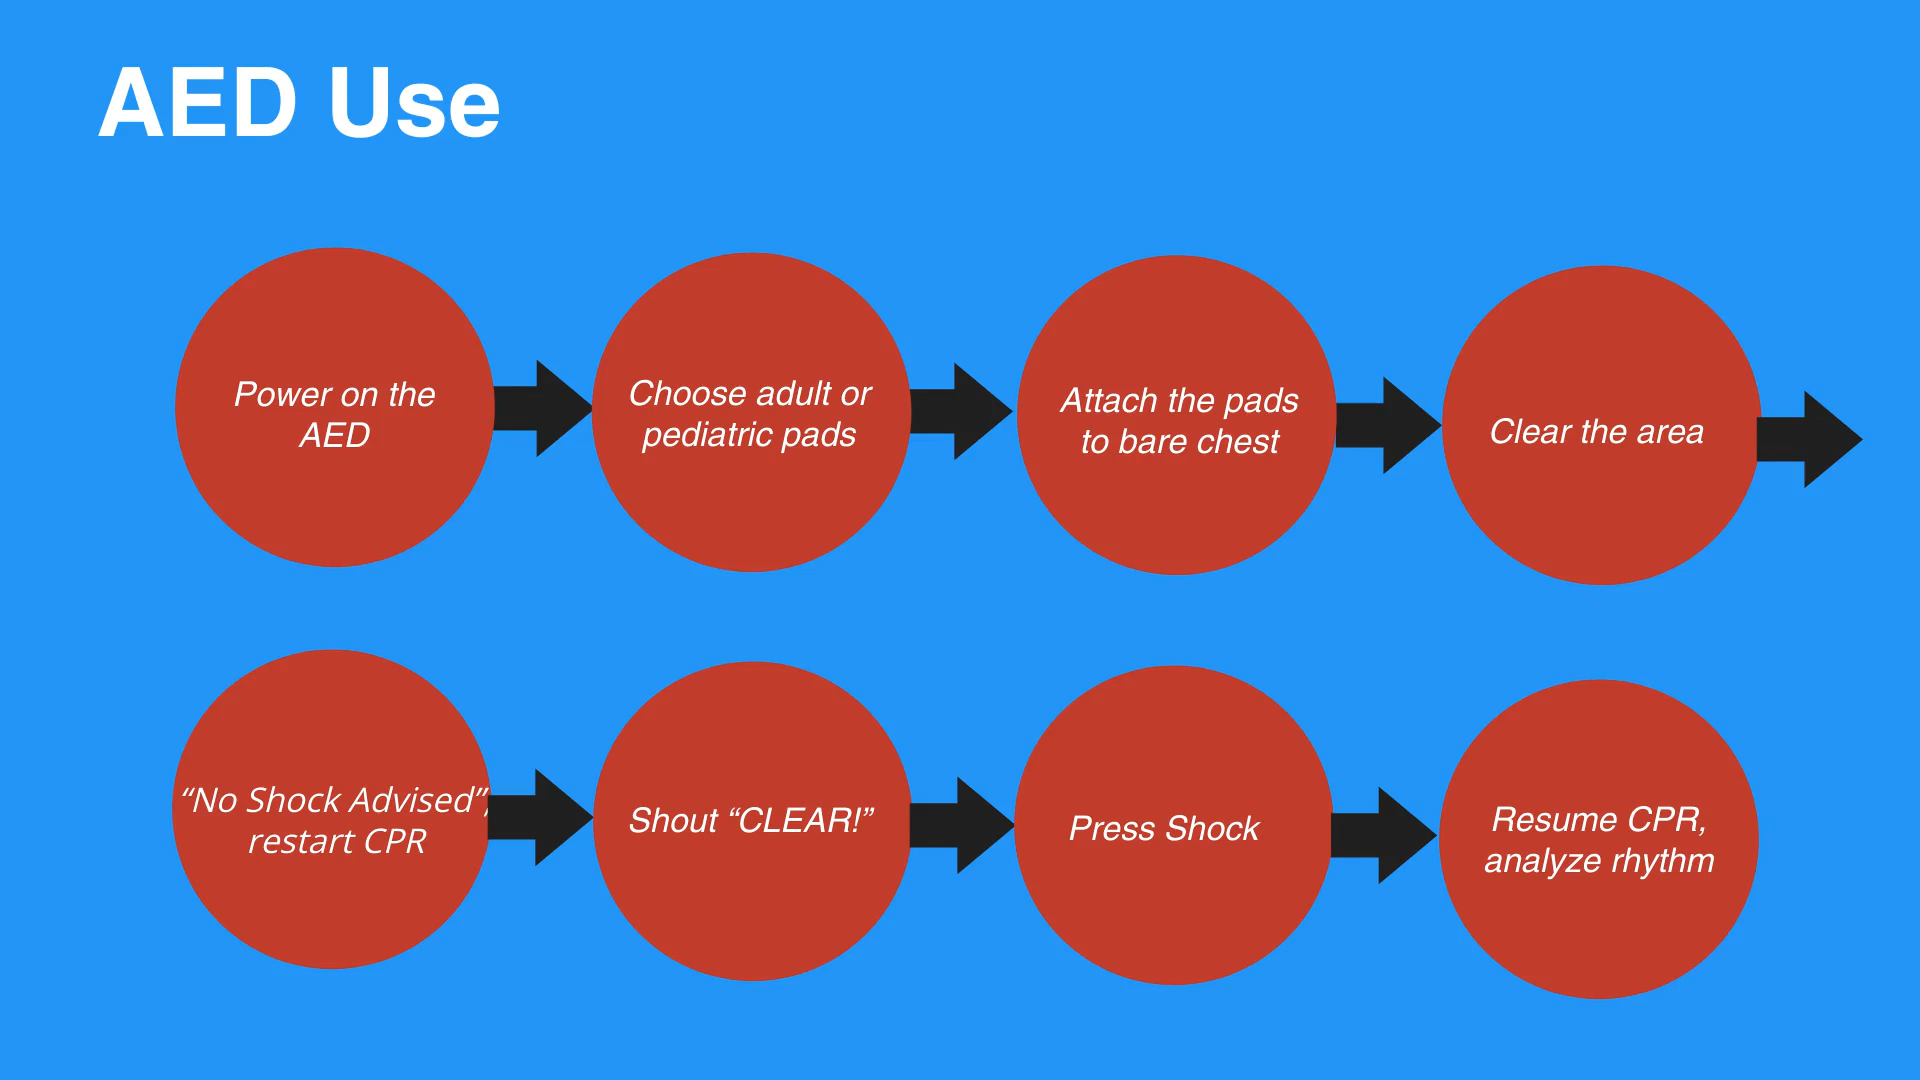 AED Use
Power on the
AED
Choose adult or
pediatric pads
Attach the pads
to bare chest
Clear the area
“No Shock Advised”,
restart CPR
Shout “CLEAR!”
Press Shock
Resume CPR,
analyze rhythm